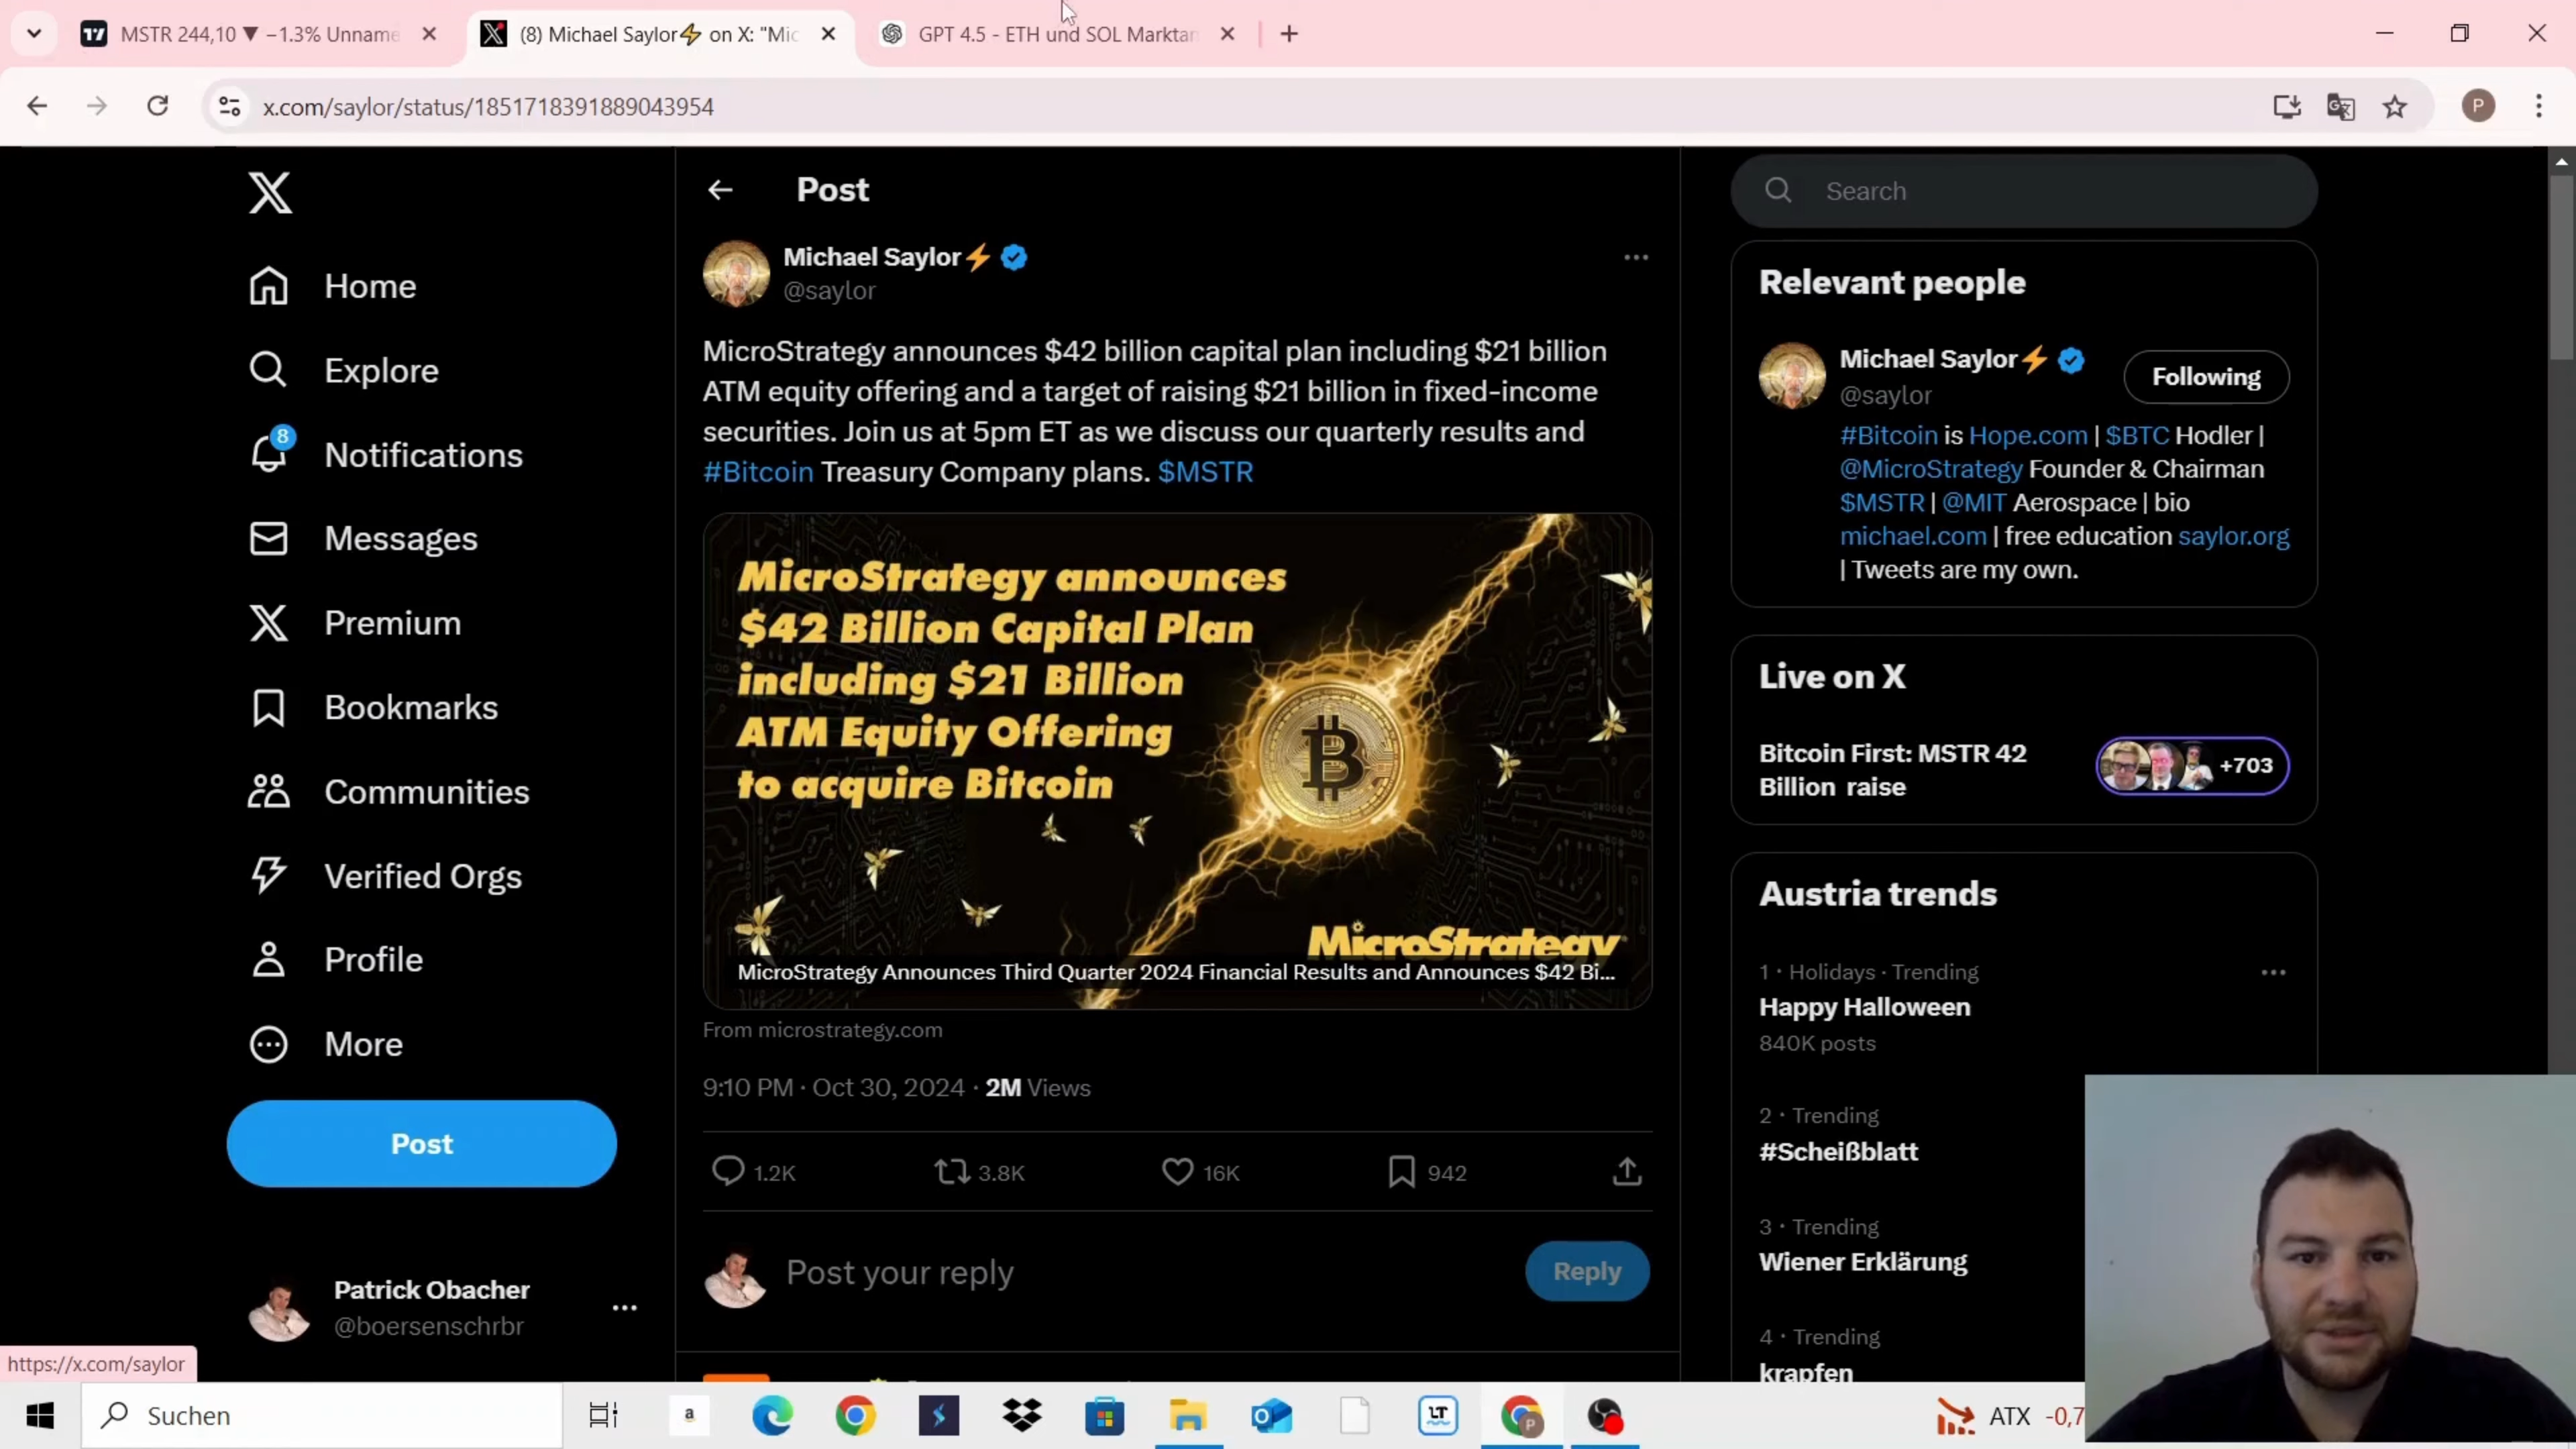 MSTR 244,10 ▼ −1.3% Unname
(8) Michael Saylor⚡ on X: "Mic
GPT 4.5 - ETH und SOL Marktan
x.com/saylor/status/1851718391889043954
P
Home
Explore
8
Notifications
Messages
Premium
Bookmarks
Communities
Verified Orgs
Profile
More
Post
Patrick Obacher
@boersenschrbr
https://x.com/saylor
Post
Michael Saylor⚡
@saylor
MicroStrategy announces $42 billion capital plan including $21 billion
ATM equity offering and a target of raising $21 billion in fixed-income
securities. Join us at 5pm ET as we discuss our quarterly results and
#Bitcoin Treasury Company plans. $MSTR
MicroStrategy announces
$42 Billion Capital Plan
including $21 Billion
ATM Equity Offering
to acquire Bitcoin
MicroStrategy
MicroStrategy Announces Third Quarter 2024 Financial Results and Announces $42 Bi...
From microstrategy.com
9:10 PM · Oct 30, 2024 · 2M Views
1.2K 3.8K 16K 942
Post your reply
Reply
Search
Relevant people
Michael Saylor⚡
@saylor
Following
#Bitcoin is Hope.com | $BTC Hodler |
@MicroStrategy Founder & Chairman
$MSTR | @MIT Aerospace | bio
michael.com | free education saylor.org
| Tweets are my own.
Live on X
Bitcoin First: MSTR 42
Billion raise
+703
Austria trends
1 · Holidays · Trending
Happy Halloween
840K posts
2 · Trending
#Scheißblatt
3 · Trending
Wiener Erklärung
4 · Trending
krapfen
Suchen
a
LT
P
ATX -0,7